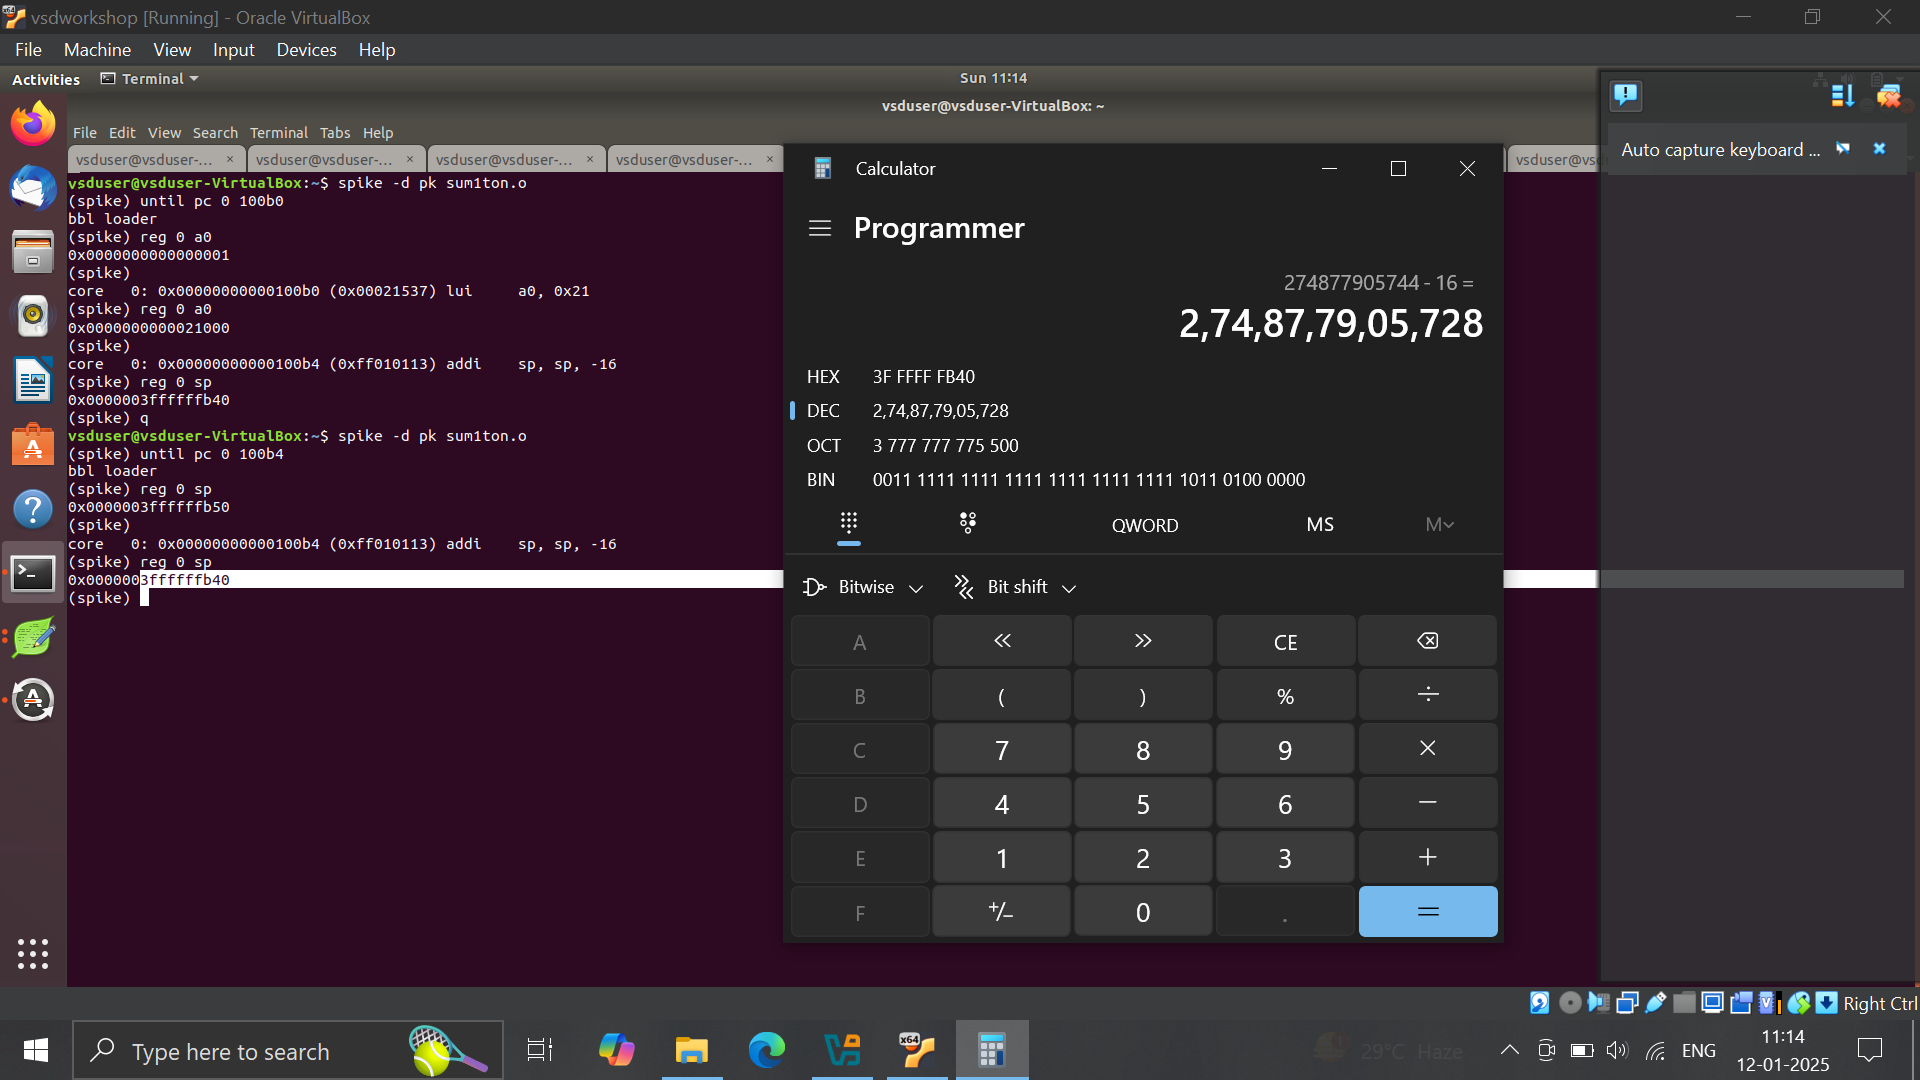 vsdworkshop [Running] - Oracle VirtualBox
File Machine View Input Devices Help
Activities Terminal Sun 11:14
vsduser@vsduser-VirtualBox: ~
File Edit View Search Terminal Tabs Help
vsduser@vsduser-... × vsduser@vsduser-... × vsduser@vsduser-... × vsduser@vsduser-... × vsduser@vs
vsduser@vsduser-VirtualBox:~$ spike -d pk sum1ton.o
(spike) until pc 0 100b0
bbl loader
(spike) reg 0 a0
0x0000000000000001
(spike)
core 0: 0x00000000000100b0 (0x00021537) lui a0, 0x21
(spike) reg 0 a0
0x0000000000021000
(spike)
core 0: 0x00000000000100b4 (0xff010113) addi sp, sp, -16
(spike) reg 0 sp
0x0000003ffffffb40
(spike) q
vsduser@vsduser-VirtualBox:~$ spike -d pk sum1ton.o
(spike) until pc 0 100b4
bbl loader
(spike) reg 0 sp
0x0000003ffffffb50
(spike)
core 0: 0x00000000000100b4 (0xff010113) addi sp, sp, -16
(spike) reg 0 sp
0x0000003ffffffb40
(spike)
Calculator
Programmer
274877905744 - 16 =
2,74,87,79,05,728
HEX 3F FFFF FB40
DEC 2,74,87,79,05,728
OCT 3 777 777 775 500
BIN 0011 1111 1111 1111 1111 1111 1111 1011 0100 0000
QWORD MS M
Bitwise Bit shift
A CE
B ( ) % ÷
C 7 8 9 ×
D 4 5 6 −
E 1 2 3 +
F +/− 0 . =
Auto capture keyboard ...
Right Ctrl
Type here to search
29°C Haze
ENG
11:14
12-01-2025